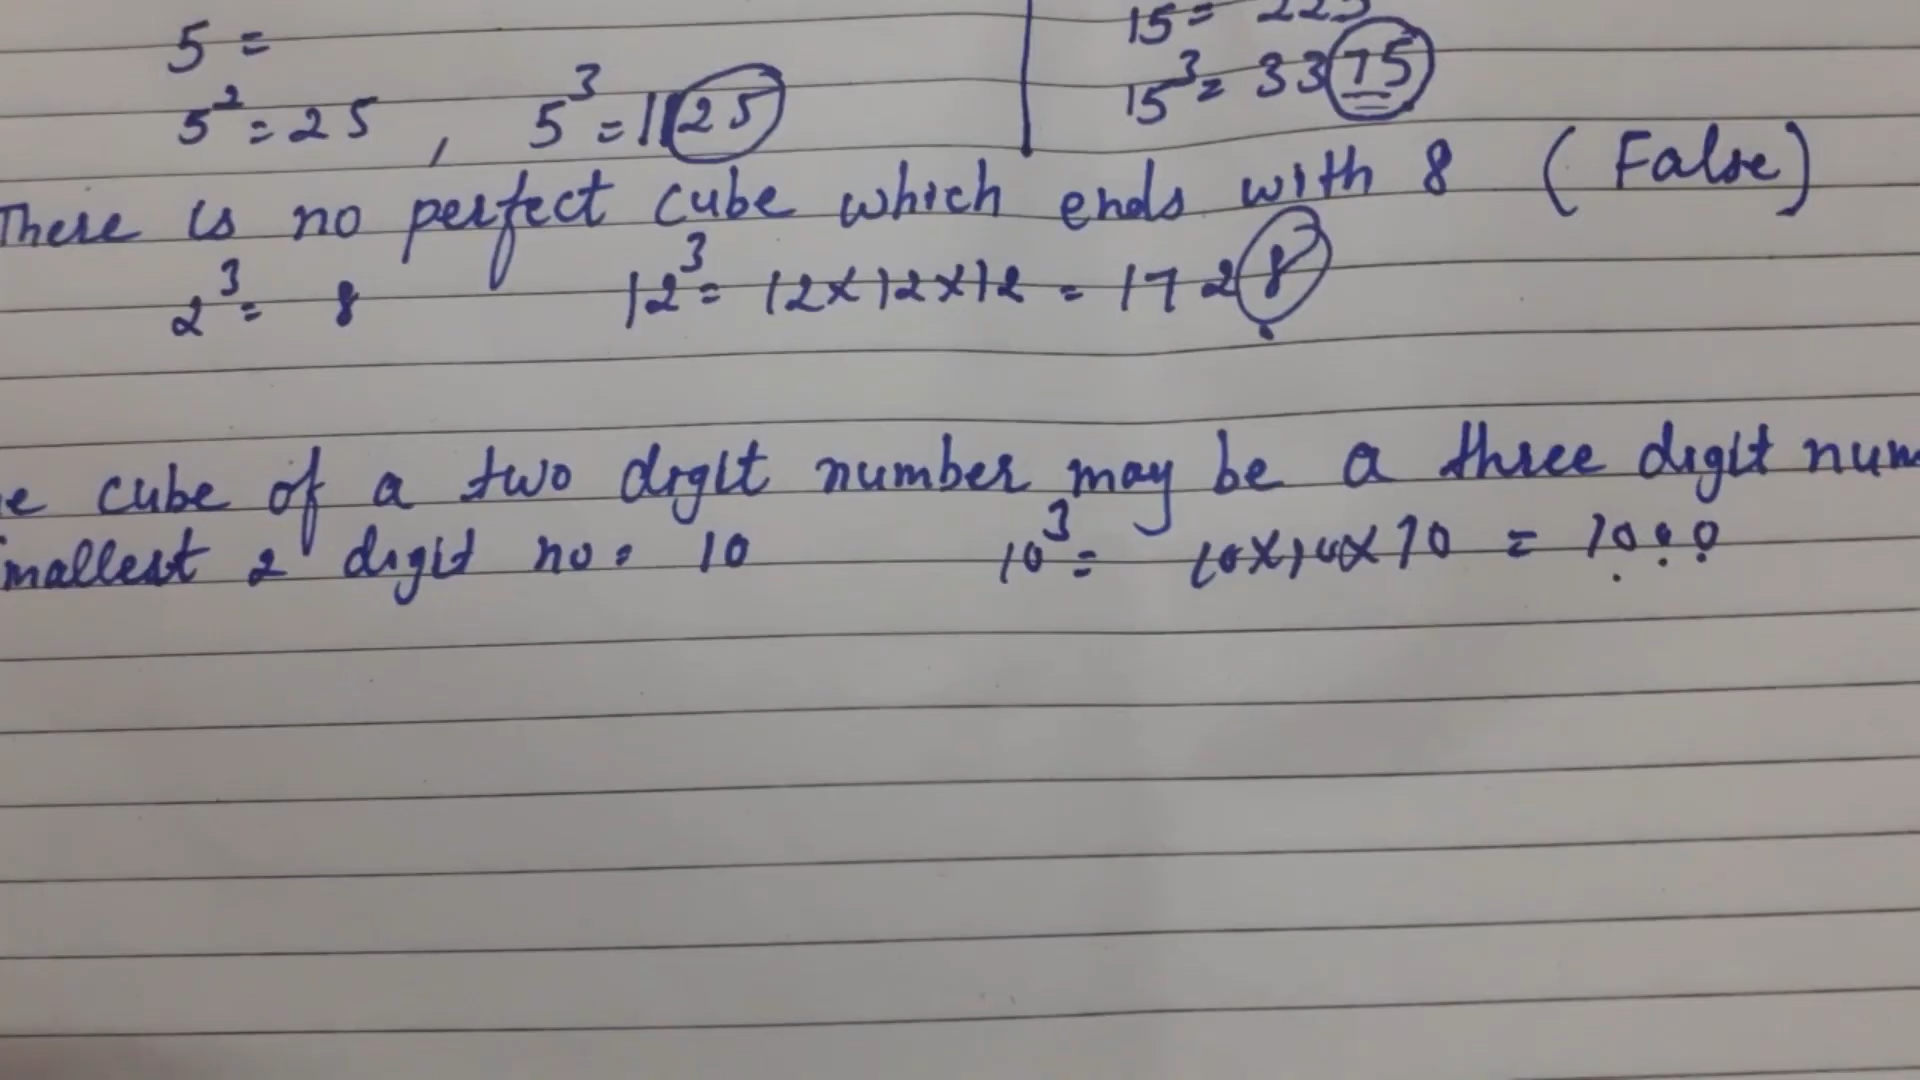 5 =
5² = 25 , 5³ = 125
15² = 225
15³ = 3375
There is no perfect cube which ends with 8 (False)
2³ = 8 12³ = 12×12×12 = 1728
e cube of a two digit number may be a three digit num
mallest 2 digit no. 10 10³ = 10×10×10 = 1000